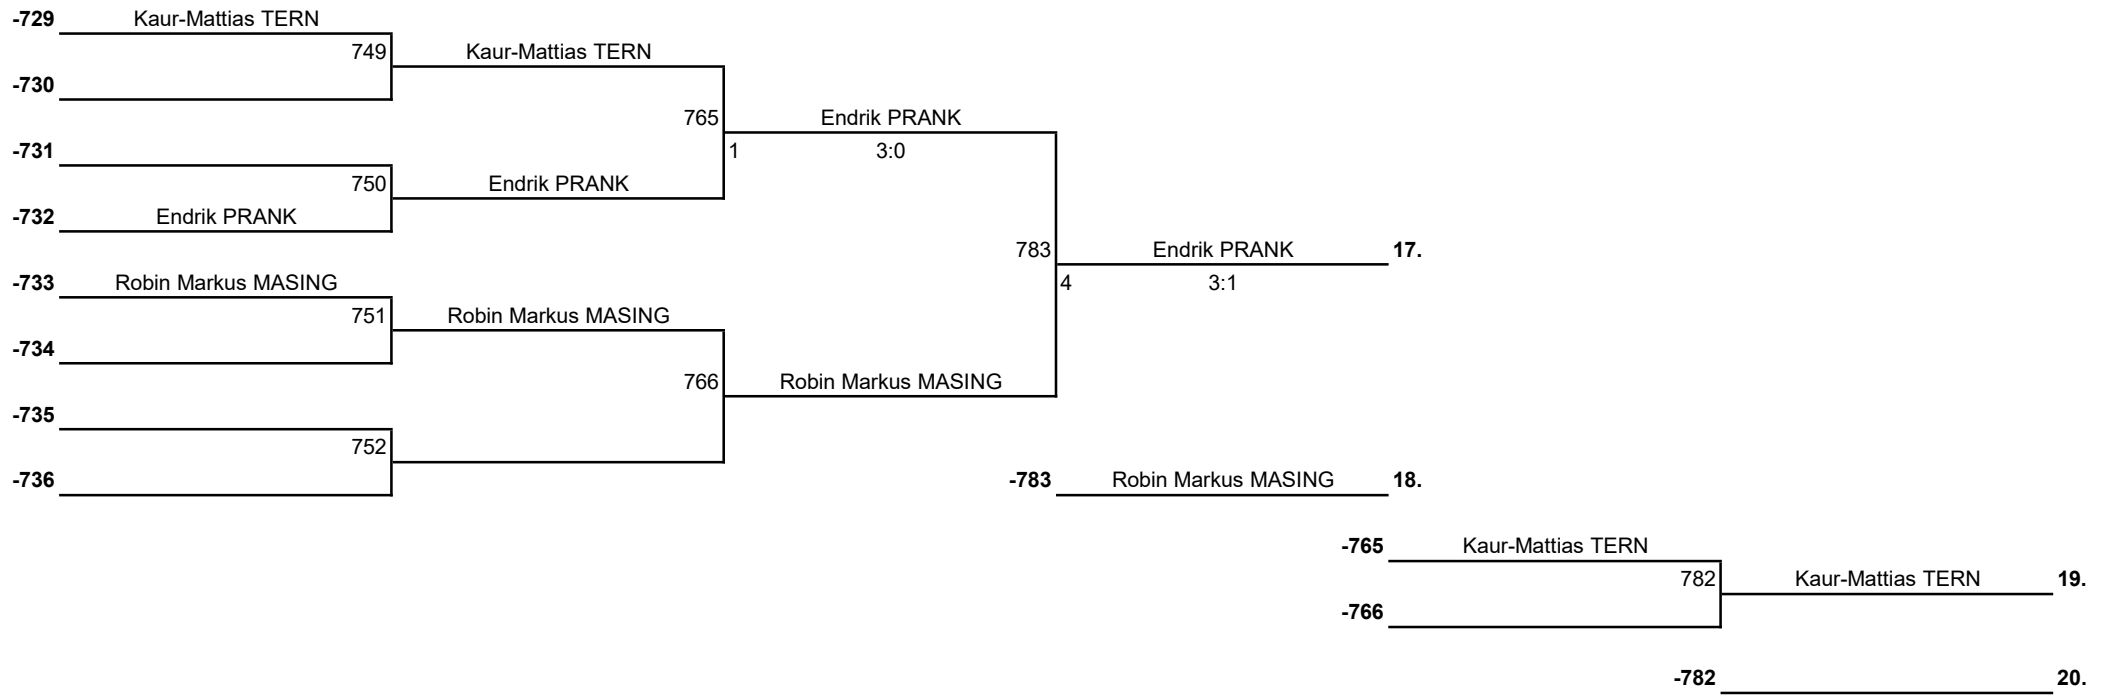 -729 Kaur-Mattias TERN
749 Kaur-Mattias TERN
-730
765 Endrik PRANK
-731
1 3:0
750 Endrik PRANK
-732 Endrik PRANK
783 Endrik PRANK 17.
-733 Robin Markus MASING
4 3:1
751 Robin Markus MASING
-734
766 Robin Markus MASING
-735
752
-736
-783 Robin Markus MASING 18.
-765 Kaur-Mattias TERN
782 Kaur-Mattias TERN 19.
-766
-782 20.